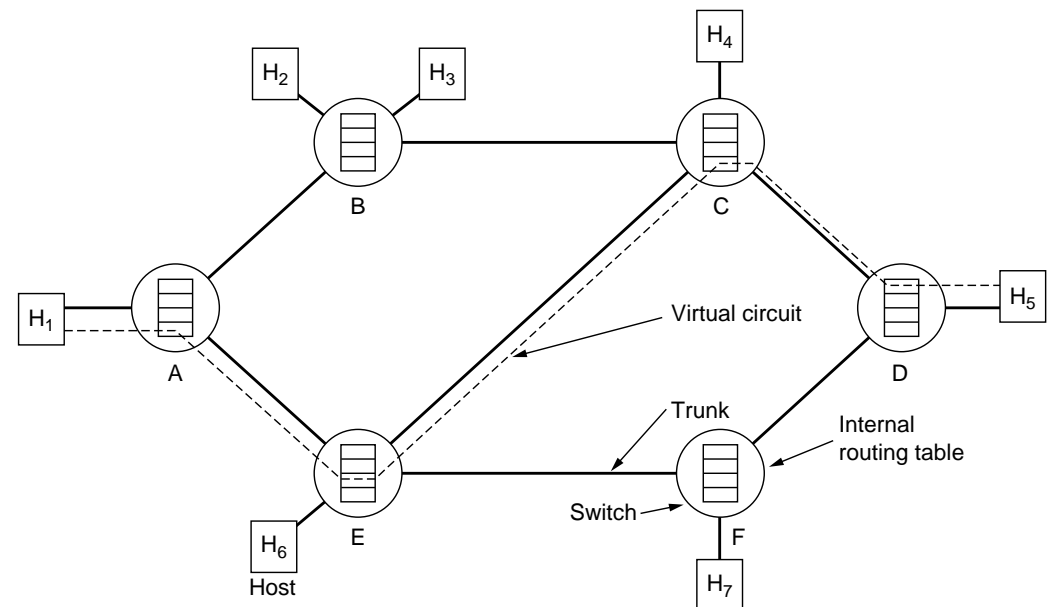 H4
H2
H3
B
C
H1
H5
Virtual circuit
A
D
Trunk
Internal
routing table
Switch
H6
E
F
Host
H7